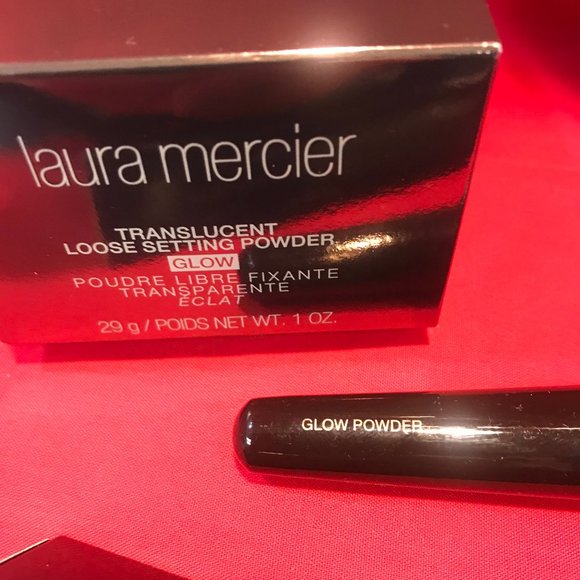 laura mercier
TRANSLUCENT
LOOSE SETTING POWDER
GLOW
POUDRE LIBRE FIXANTE
TRANSPARENTE
ÉCLAT
29 g / POIDS NET WT. 1 OZ.
GLOW POWDER